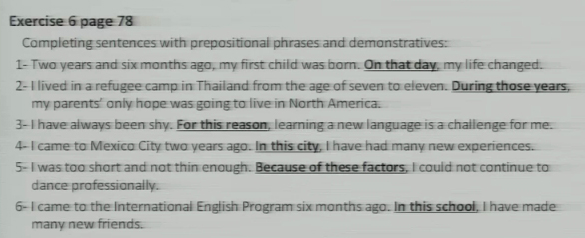 Exercise 6 page 78
Completing sentences with prepositional phrases and demonstratives:
1- Two years and six months ago, my first child was born. On that day, my life changed.
2- I lived in a refugee camp in Thailand from the age of seven to eleven. During those years,
my parents' only hope was going to live in North America.
3- I have always been shy. For this reason, learning a new language is a challenge for me.
4- I came to Mexico City two years ago. In this city, I have had many new experiences.
5- I was too short and not thin enough. Because of these factors, I could not continue to
dance professionally.
6- I came to the International English Program six months ago. In this school, I have made
many new friends.